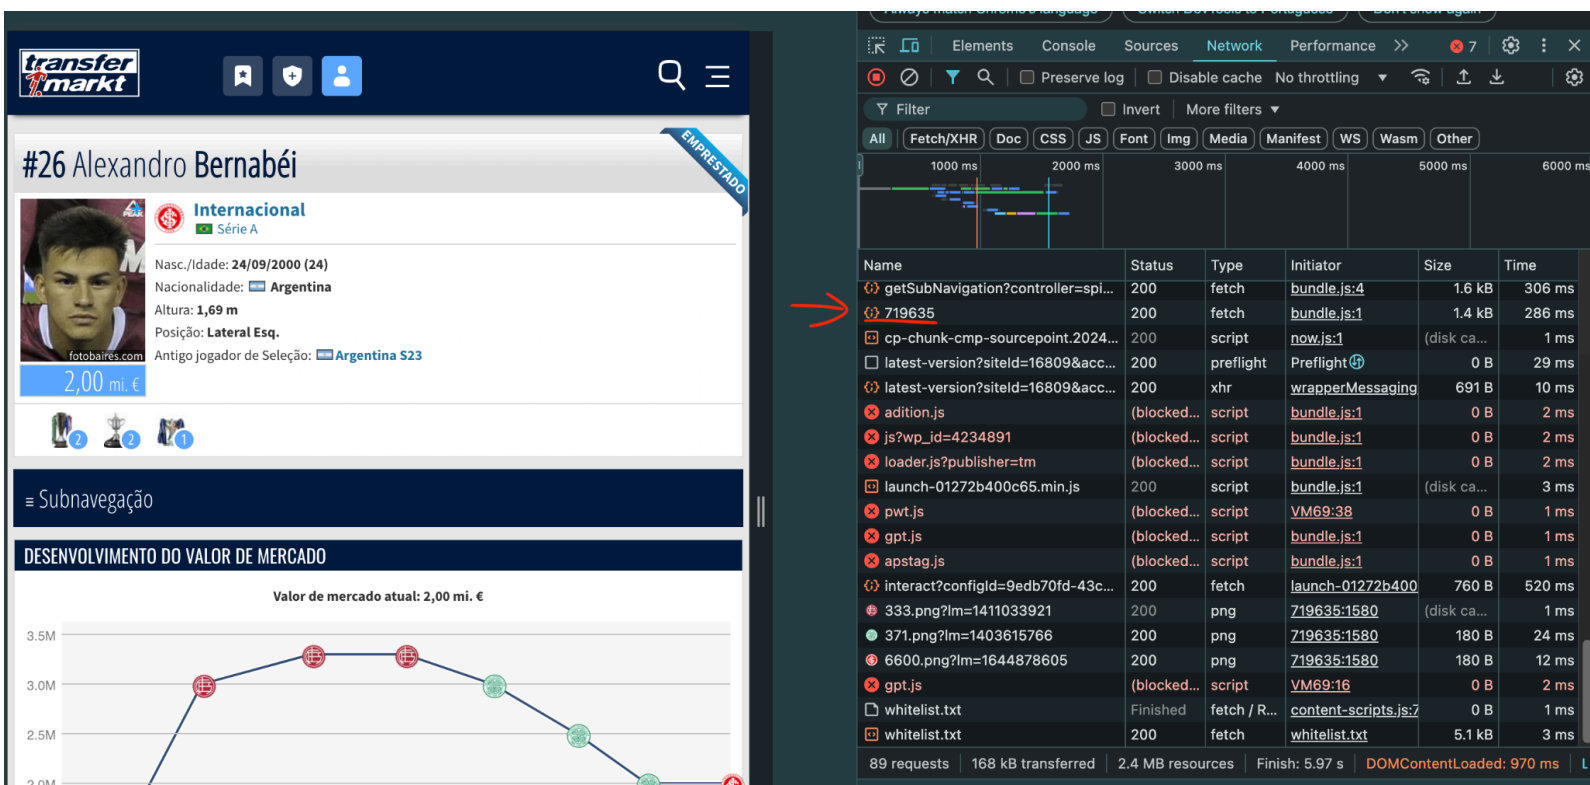 Always match Chrome's language
Switch DevTools to Portuguese
Don't show again
transfer
markt
#26 Alexandro Bernabéi
EMPRESTADO
PEAK
fotobaires.com
2,00 mi. €
Internacional
Série A
Nasc./Idade: 24/09/2000 (24)
Nacionalidade: Argentina
Altura: 1,69 m
Posição: Lateral Esq.
Antigo jogador de Seleção: Argentina S23
2
2
1
≡ Subnavegação
DESENVOLVIMENTO DO VALOR DE MERCADO
Valor de mercado atual: 2,00 mi. €
3.5M
3.0M
2.5M
2.0M
Elements Console Sources Network Performance 7
Preserve log Disable cache No throttling
Filter Invert More filters
All Fetch/XHR Doc CSS JS Font Img Media Manifest WS Wasm Other
1000 ms 2000 ms 3000 ms 4000 ms 5000 ms 6000 ms
Name Status Type Initiator Size Time
getSubNavigation?controller=spi... 200 fetch bundle.js:4 1.6 kB 306 ms
719635 200 fetch bundle.js:1 1.4 kB 286 ms
cp-chunk-cmp-sourcepoint.2024... 200 script now.js:1 (disk ca... 1 ms
latest-version?siteId=16809&acc... 200 preflight Preflight 0 B 29 ms
latest-version?siteId=16809&acc... 200 xhr wrapperMessaging 691 B 10 ms
adition.js (blocked... script bundle.js:1 0 B 2 ms
js?wp_id=4234891 (blocked... script bundle.js:1 0 B 2 ms
loader.js?publisher=tm (blocked... script bundle.js:1 0 B 2 ms
launch-01272b400c65.min.js 200 script bundle.js:1 (disk ca... 3 ms
pwt.js (blocked... script VM69:38 0 B 1 ms
gpt.js (blocked... script bundle.js:1 0 B 1 ms
apstag.js (blocked... script bundle.js:1 0 B 1 ms
interact?configId=9edb70fd-43c... 200 fetch launch-01272b400 760 B 520 ms
333.png?lm=1411033921 200 png 719635:1580 (disk ca... 1 ms
371.png?lm=1403615766 200 png 719635:1580 180 B 24 ms
6600.png?lm=1644878605 200 png 719635:1580 180 B 12 ms
gpt.js (blocked... script VM69:16 0 B 2 ms
whitelist.txt Finished fetch / R... content-scripts.js:7 0 B 1 ms
whitelist.txt 200 fetch whitelist.txt 5.1 kB 3 ms
89 requests 168 kB transferred 2.4 MB resources Finish: 5.97 s DOMContentLoaded: 970 ms L